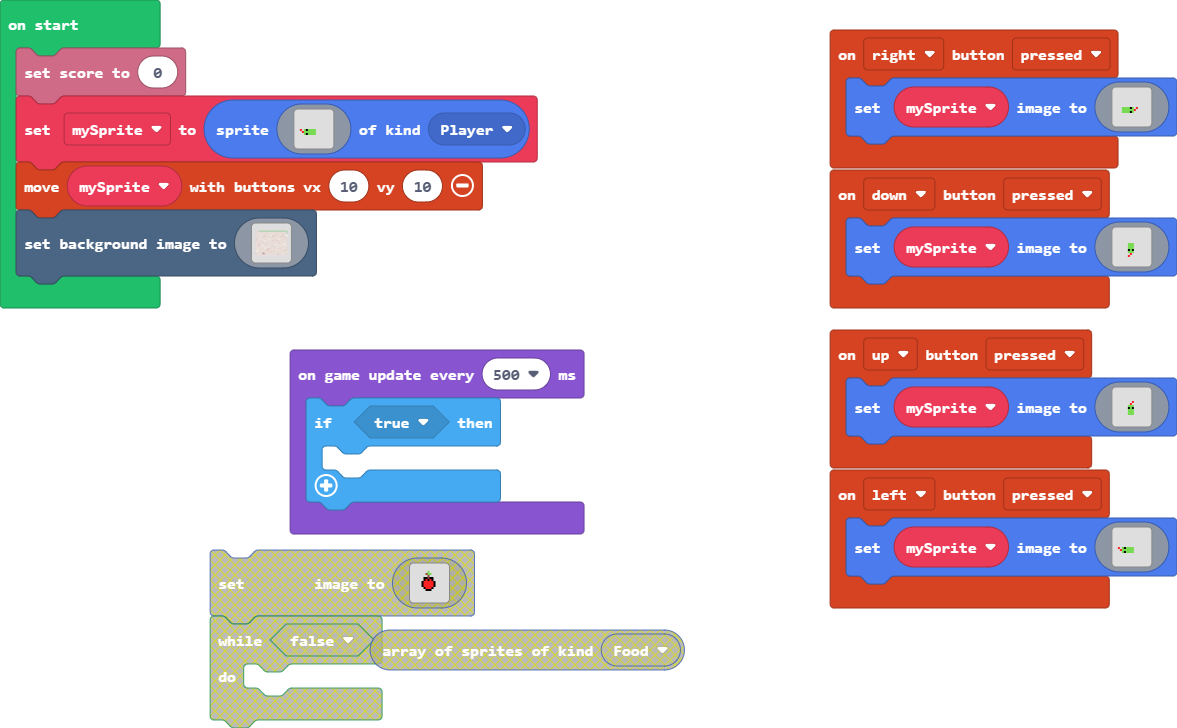 on start
set score to 0
set mySprite to sprite of kind Player
move mySprite with buttons vx 10 vy 10
set background image to
on game update every 500 ms
if true then
set image to
while false
array of sprites of kind Food
do
on right button pressed
set mySprite image to
on down button pressed
set mySprite image to
on up button pressed
set mySprite image to
on left button pressed
set mySprite image to